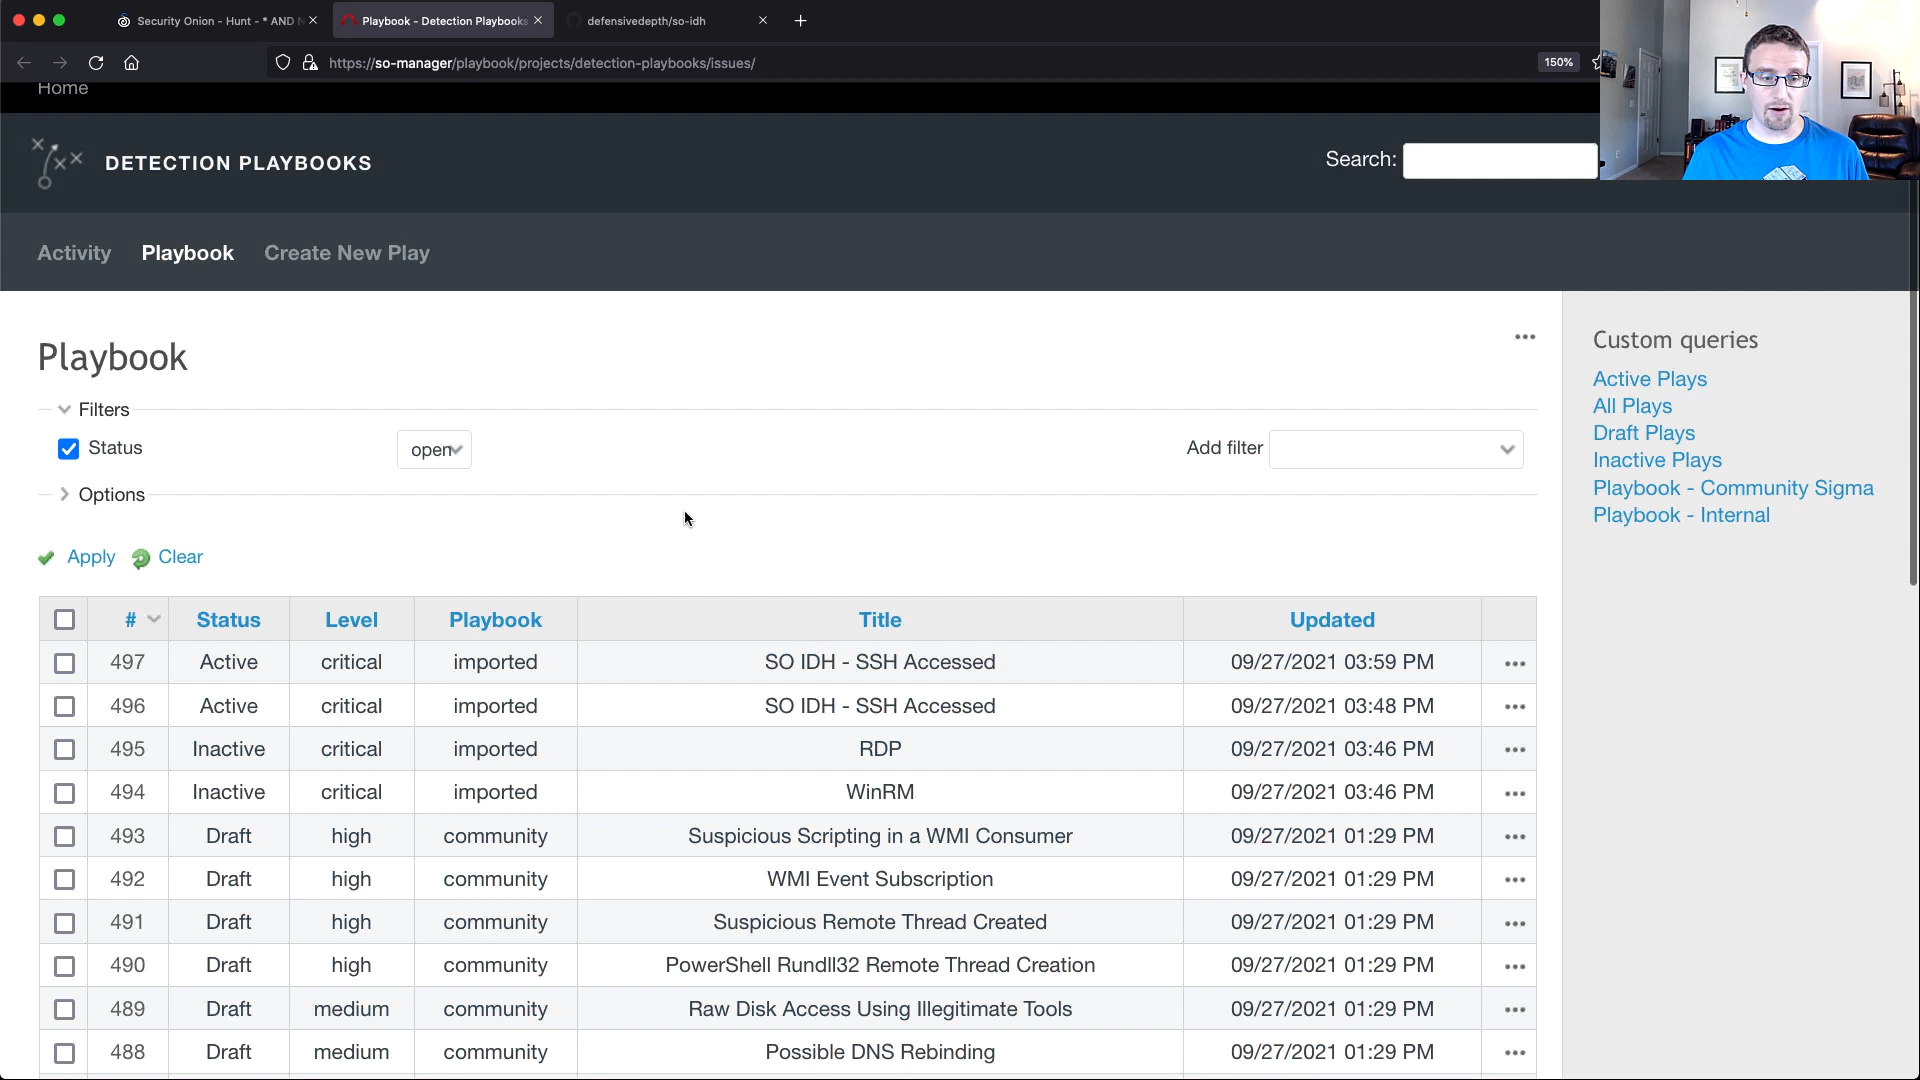 Security Onion - Hunt - * AND N
Playbook - Detection Playbooks
defensivedepth/so-idh
https://so-manager/playbook/projects/detection-playbooks/issues/
150%
Home
DETECTION PLAYBOOKS
Search:
Activity Playbook Create New Play
Playbook
Filters
Status open Add filter
Options
Apply Clear
# Status Level Playbook Title Updated
497 Active critical imported SO IDH - SSH Accessed 09/27/2021 03:59 PM
496 Active critical imported SO IDH - SSH Accessed 09/27/2021 03:48 PM
495 Inactive critical imported RDP 09/27/2021 03:46 PM
494 Inactive critical imported WinRM 09/27/2021 03:46 PM
493 Draft high community Suspicious Scripting in a WMI Consumer 09/27/2021 01:29 PM
492 Draft high community WMI Event Subscription 09/27/2021 01:29 PM
491 Draft high community Suspicious Remote Thread Created 09/27/2021 01:29 PM
490 Draft high community PowerShell Rundll32 Remote Thread Creation 09/27/2021 01:29 PM
489 Draft medium community Raw Disk Access Using Illegitimate Tools 09/27/2021 01:29 PM
488 Draft medium community Possible DNS Rebinding 09/27/2021 01:29 PM
Custom queries
Active Plays
All Plays
Draft Plays
Inactive Plays
Playbook - Community Sigma
Playbook - Internal